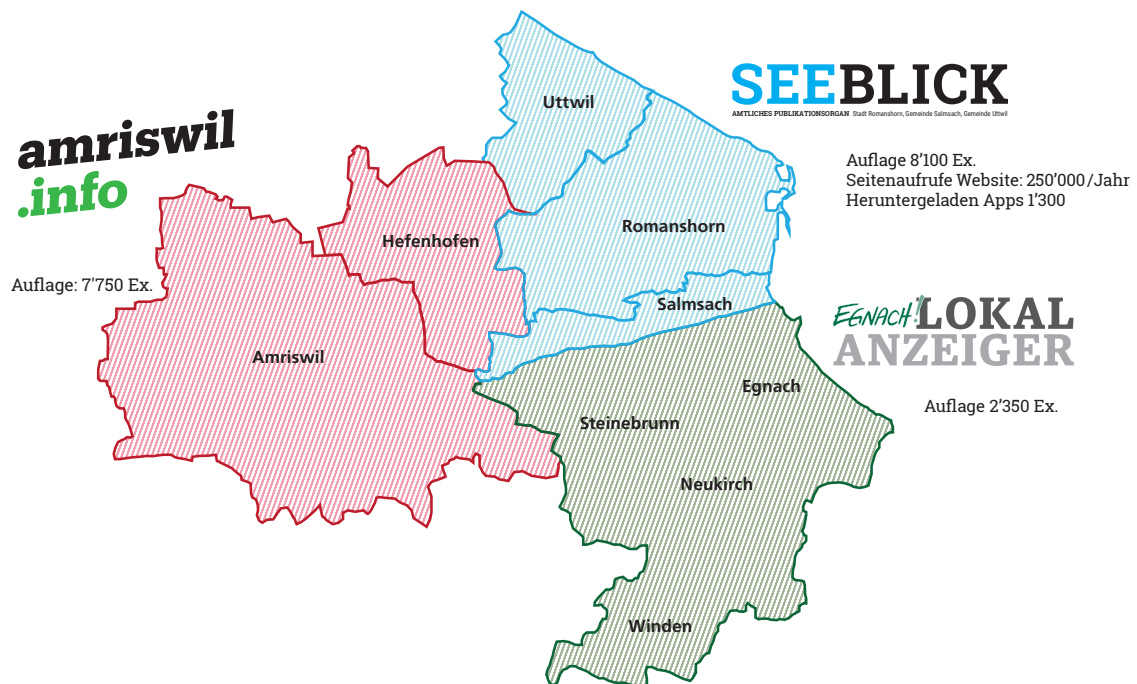 amriswil
.info
Auflage: 7'750 Ex.
SEEBLICK
AMTLICHES PUBLIKATIONSORGAN Stadt Romanshorn, Gemeinde Salmsach, Gemeinde Uttwil
Auflage 8'100 Ex.
Seitenaufrufe Website: 250'000/Jahr
Heruntergeladen Apps 1'300
EGNACH! LOKAL
ANZEIGER
Auflage 2'350 Ex.
Uttwil
Romanshorn
Hefenhofen
Salmsach
Amriswil
Egnach
Steinebrunn
Neukirch
Winden